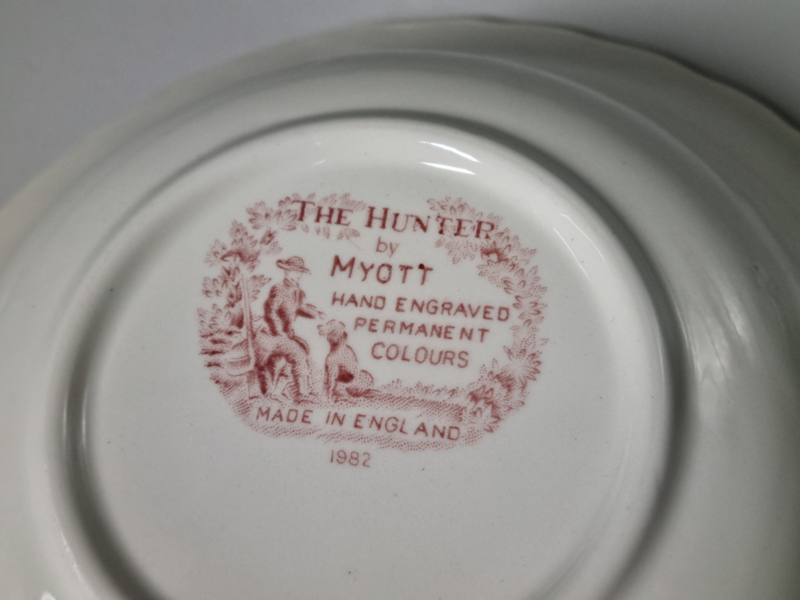 THE HUNTER
by
MYOTT
HAND ENGRAVED
PERMANENT
COLOURS
MADE IN ENGLAND
1982